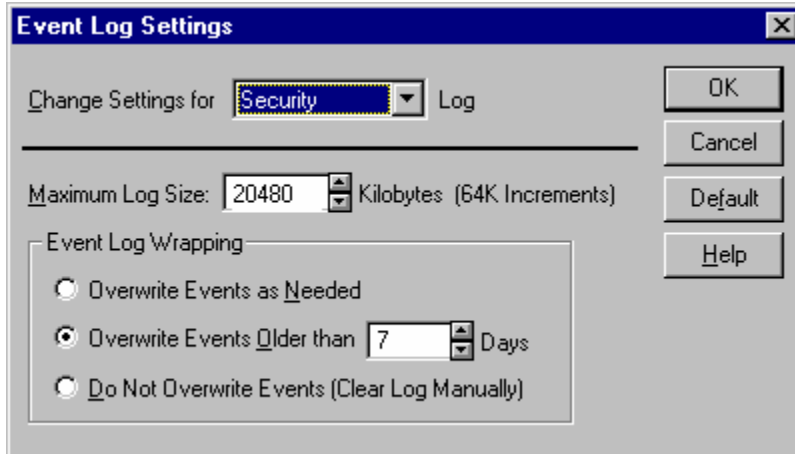 Event Log Settings
Change Settings for Security Log
OK
Cancel
Maximum Log Size: 20480 Kilobytes (64K Increments)
Default
Event Log Wrapping
Help
Overwrite Events as Needed
Overwrite Events Older than 7 Days
Do Not Overwrite Events (Clear Log Manually)